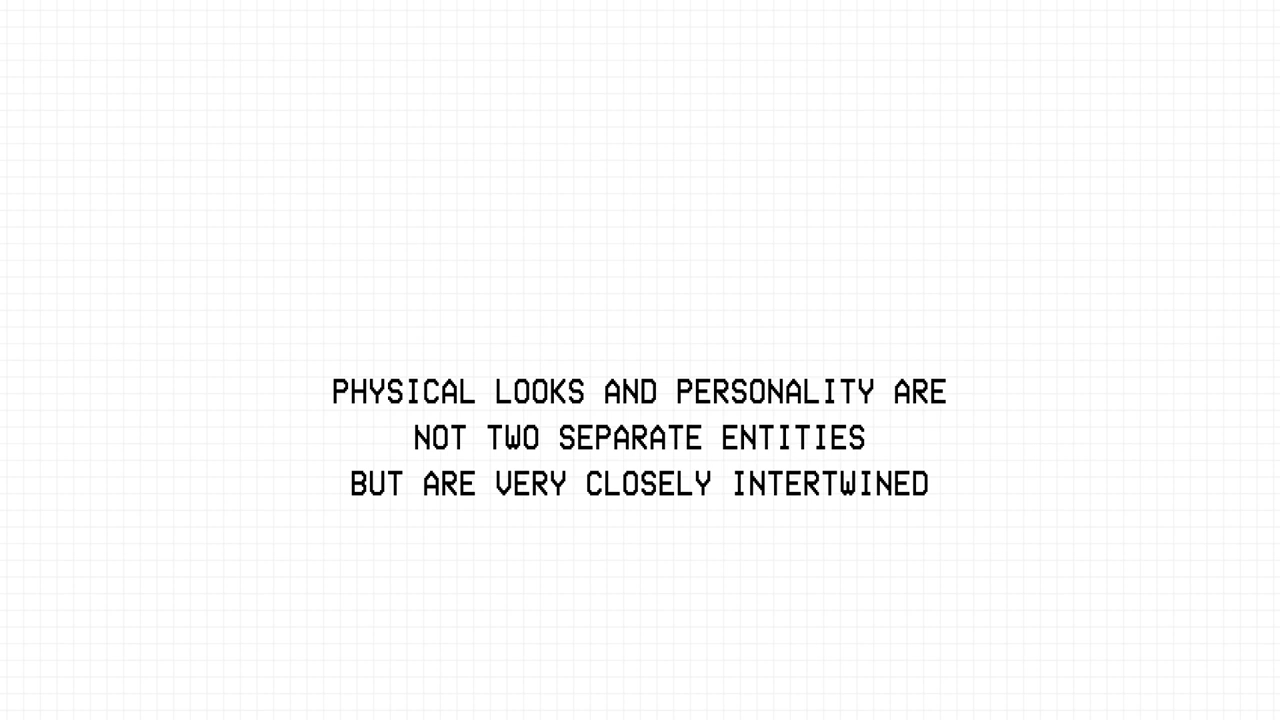 PHYSICAL LOOKS AND PERSONALITY ARE
NOT TWO SEPARATE ENTITIES
BUT ARE VERY CLOSELY INTERTWINED